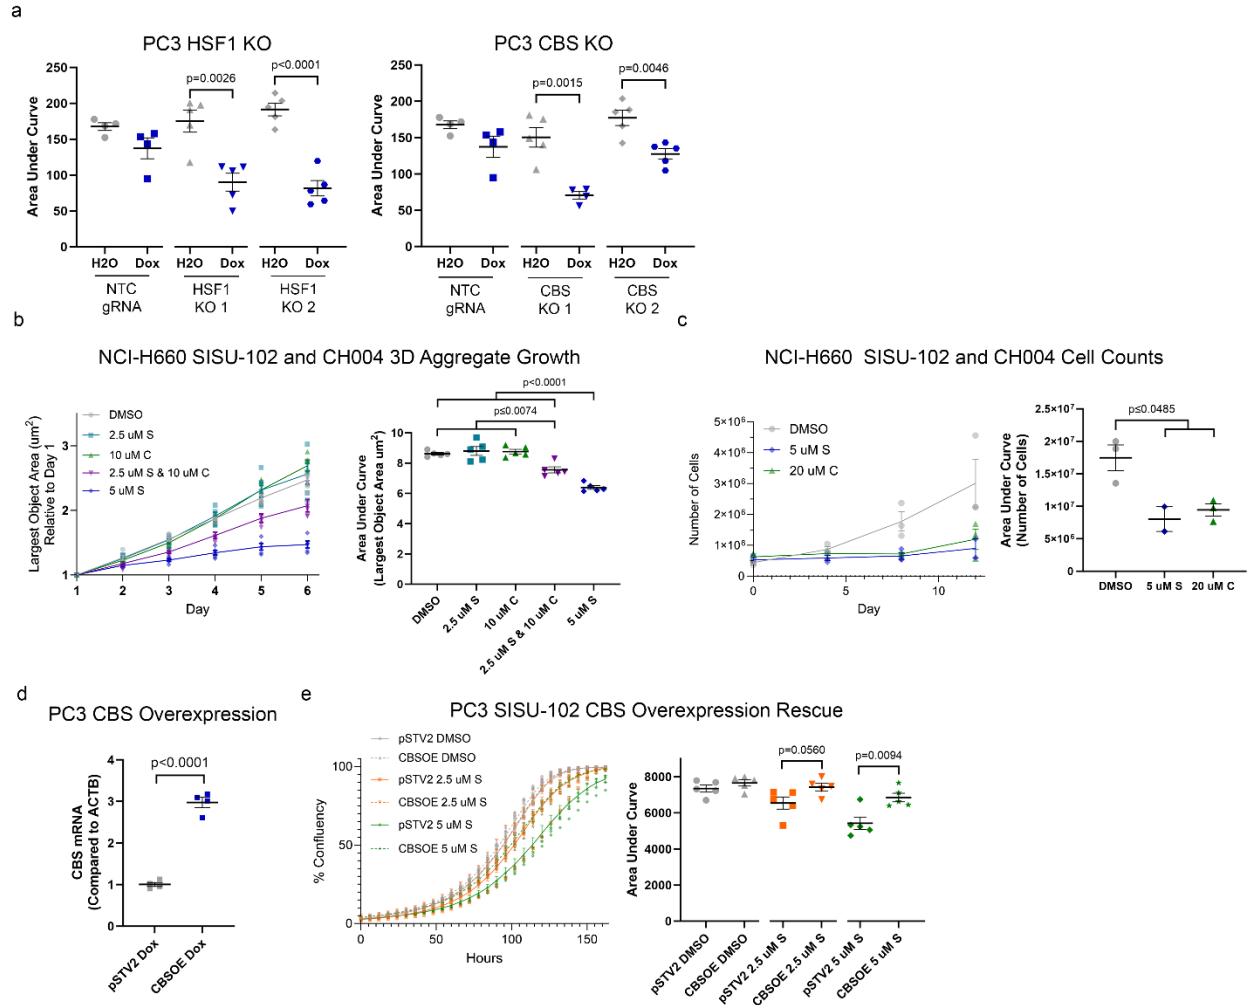 a
PC3 HSF1 KO
Area Under Curve
250
200
150
100
50
0
p=0.0026
p<0.0001
H2O Dox H2O Dox H2O Dox
NTC gRNA
HSF1 KO 1
HSF1 KO 2
PC3 CBS KO
Area Under Curve
250
200
150
100
50
0
p=0.0015
p=0.0046
H2O Dox H2O Dox H2O Dox
NTC gRNA
CBS KO 1
CBS KO 2
b
NCI-H660 SISU-102 and CH004 3D Aggregate Growth
Largest Object Area (um²)
Relative to Day 1
3
2
1
DMSO
2.5 uM S
10 uM C
2.5 uM S & 10 uM C
5 uM S
1 2 3 4 5 6
Day
Area Under Curve
(Largest Object Area um²)
10
8
6
4
2
0
p<0.0001
p≤0.0074
DMSO
2.5 uM S
10 uM C
2.5 uM S & 10 uM C
5 uM S
c
NCI-H660 SISU-102 and CH004 Cell Counts
Number of Cells
5×10⁶
4×10⁶
3×10⁶
2×10⁶
1×10⁶
0
DMSO
5 uM S
20 uM C
0 5 10
Day
Area Under Curve
(Number of Cells)
2.5×10⁷
2×10⁷
1.5×10⁷
1×10⁷
5×10⁶
0
p≤0.0485
DMSO 5 uM S 20 uM C
d
PC3 CBS Overexpression
CBS mRNA
(Compared to ACTB)
4
3
2
1
0
p<0.0001
pSTV2 Dox
CBSOE Dox
e
PC3 SISU-102 CBS Overexpression Rescue
% Confluency
100
50
0
pSTV2 DMSO
CBSOE DMSO
pSTV2 2.5 uM S
CBSOE 2.5 uM S
pSTV2 5 uM S
CBSOE 5 uM S
0 50 100 150
Hours
Area Under Curve
8000
6000
4000
2000
0
p=0.0560
p=0.0094
pSTV2 DMSO
CBSOE DMSO
pSTV2 2.5 uM S
CBSOE 2.5 uM S
pSTV2 5 uM S
CBSOE 5 uM S